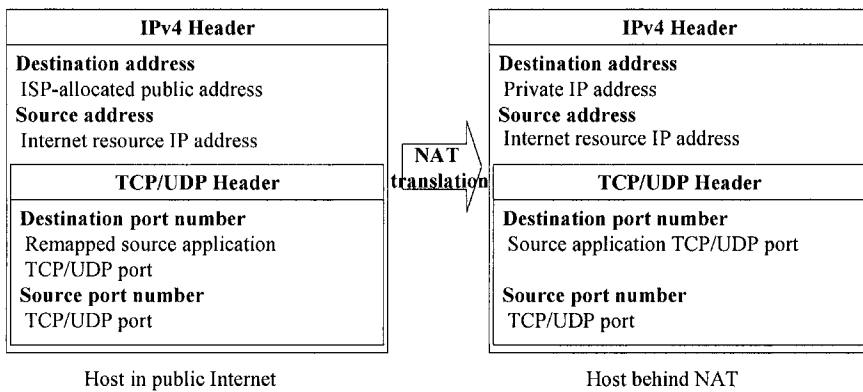 IPv4 Header
Destination address
ISP-allocated public address
Source address
Internet resource IP address
TCP/UDP Header
Destination port number
Remapped source application
TCP/UDP port
Source port number
TCP/UDP port
Host in public Internet
NAT
translation
IPv4 Header
Destination address
Private IP address
Source address
Internet resource IP address
TCP/UDP Header
Destination port number
Source application TCP/UDP port
Source port number
TCP/UDP port
Host behind NAT